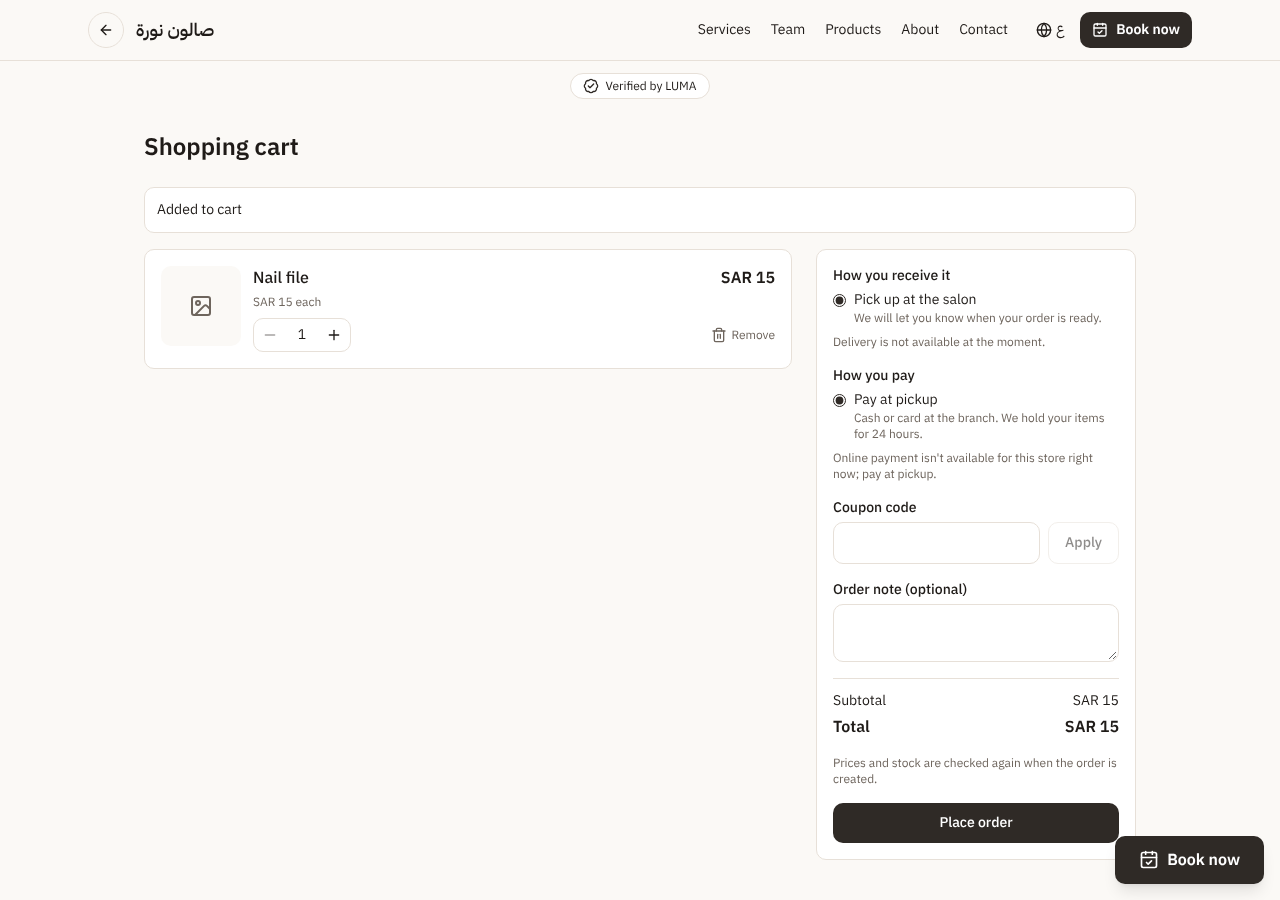 صالون نورة
Services
Team
Products
About
Contact
ع
Book now
Verified by LUMA
Shopping cart
Added to cart
Nail file
SAR 15
SAR 15 each
1
Remove
How you receive it
Pick up at the salon
We will let you know when your order is ready.
Delivery is not available at the moment.
How you pay
Pay at pickup
Cash or card at the branch. We hold your items
for 24 hours.
Online payment isn't available for this store right
now; pay at pickup.
Coupon code
Apply
Order note (optional)
Subtotal SAR 15
Total SAR 15
Prices and stock are checked again when the order is
created.
Place order
Book now